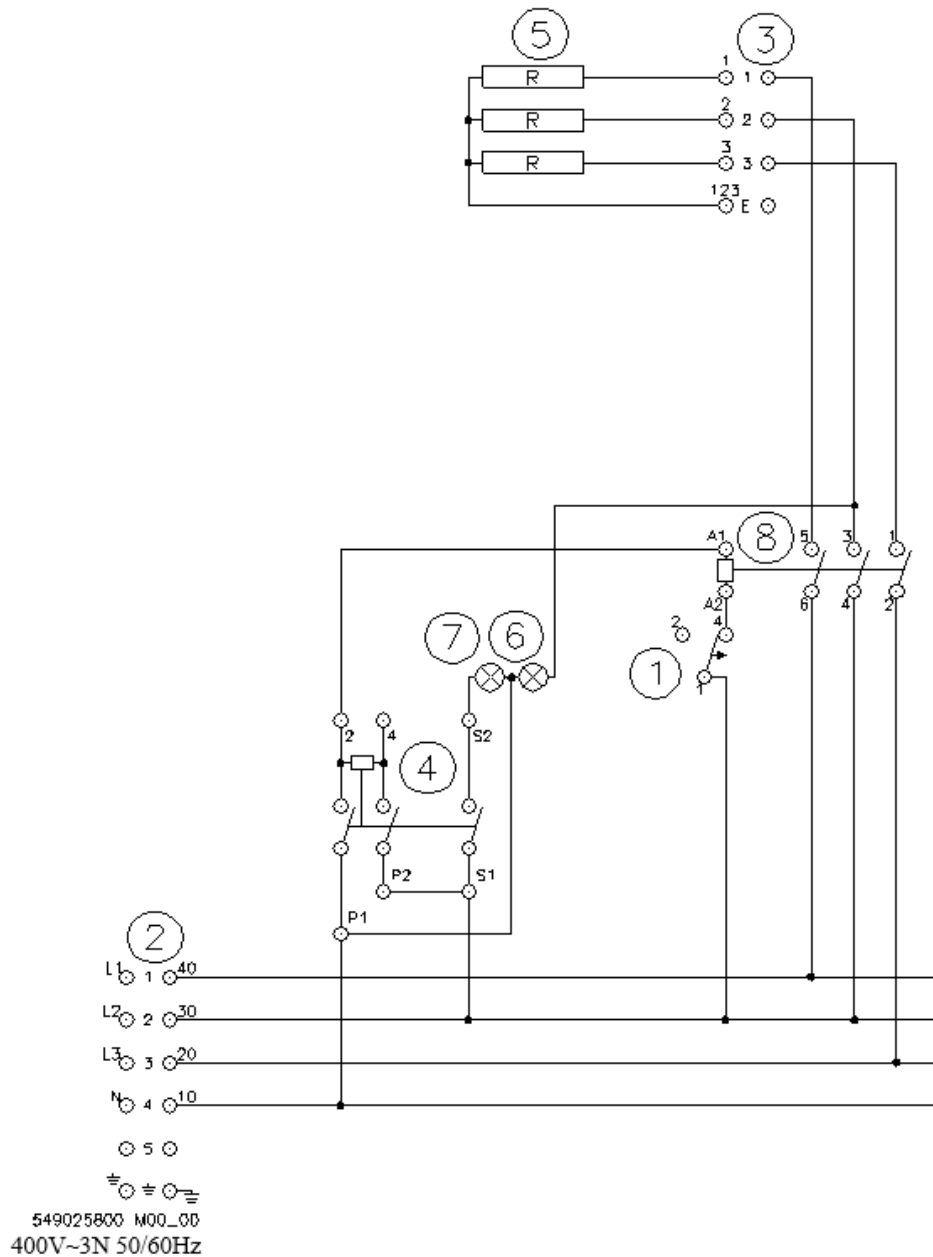 5 3
1
R 1
2
R 2
3
R 3
123
E
A1 8 5 3 1
A2 6 4 2
7 6 2 4
1
1
2 4 S2
4
P2 S1
P1
2
L1 1 40
L2 2 30
L3 3 20
N 4 10
5
549025800 M00_0D
400V~3N 50/60Hz